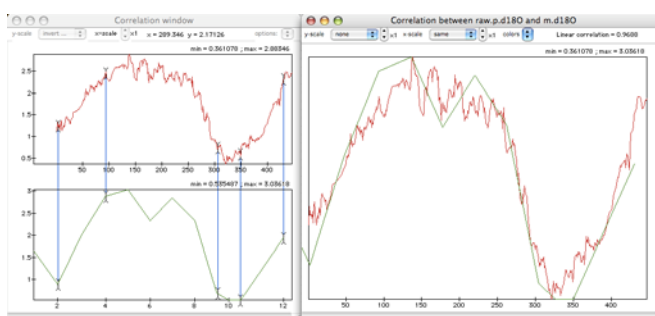 Correlation window
y-scale invert ... x-scale x1 x = 289.346 y = 2.17126 options:
min = 0.361078 ; max = 2.88346
2.5
2
1.5
1
0.5
50 100 150 200 250 300 350 400
min = 0.535487 ; max = 3.03618
3
2.5
2
1.5
1
2 4 6 8 10 12
Correlation between raw.p.d18O and m.d18O
y-scale none x1 x-scale same x1 colors Linear correlation = 0.9688
min = 0.361078 ; max = 3.03618
50 100 150 200 250 300 350 400